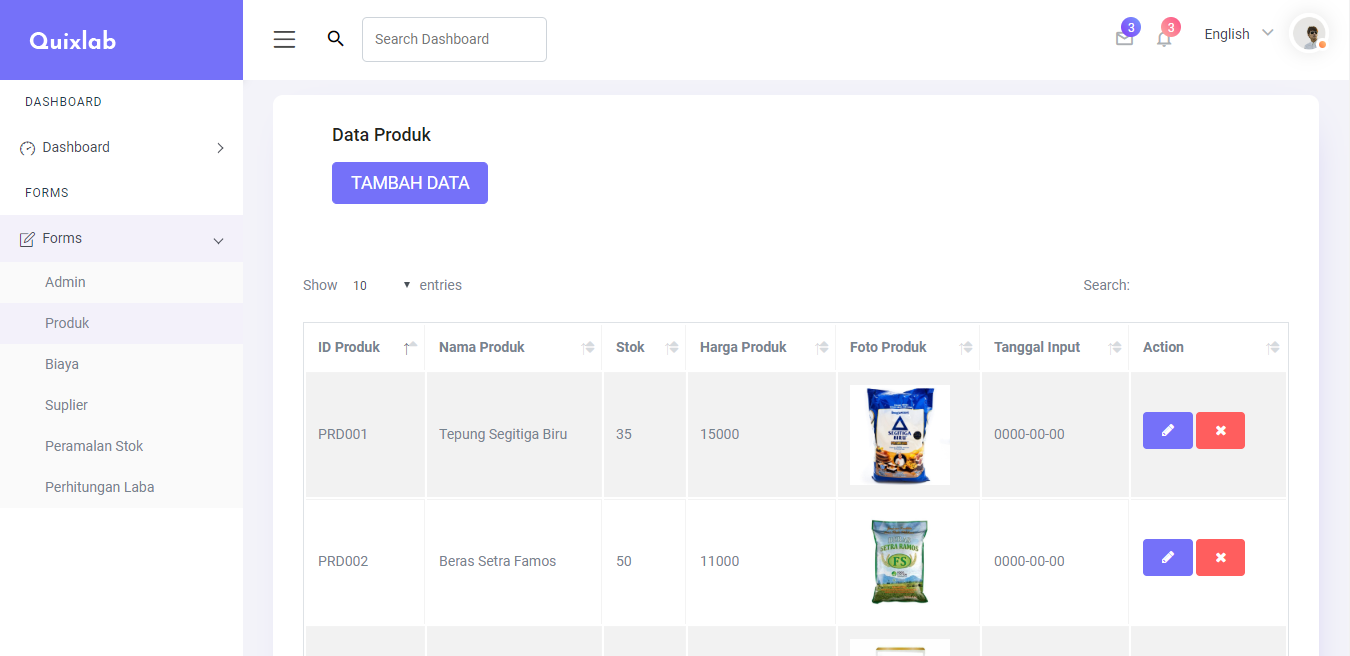 Quixlab
Search Dashboard
3
3
English
DASHBOARD
Dashboard
FORMS
Forms
Admin
Produk
Biaya
Suplier
Peramalan Stok
Perhitungan Laba
Data Produk
TAMBAH DATA
Show 10 entries
Search:
ID Produk Nama Produk Stok Harga Produk Foto Produk Tanggal Input Action
PRD001 Tepung Segitiga Biru 35 15000 0000-00-00
SEGITIGA
BIRU
PRD002 Beras Setra Famos 50 11000 0000-00-00
SETRA RAMOS
FS